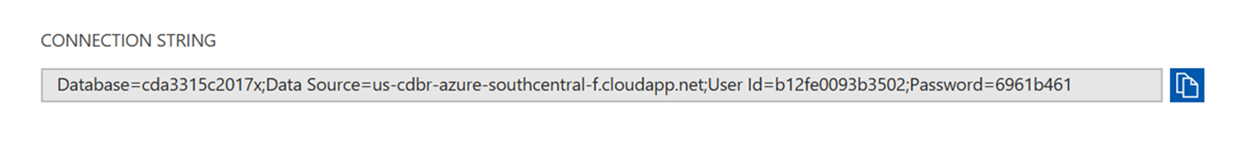 CONNECTION STRING
Database=cda3315c2017x;Data Source=us-cdbr-azure-southcentral-f.cloudapp.net;User Id=b12fe0093b3502;Password=6961b461